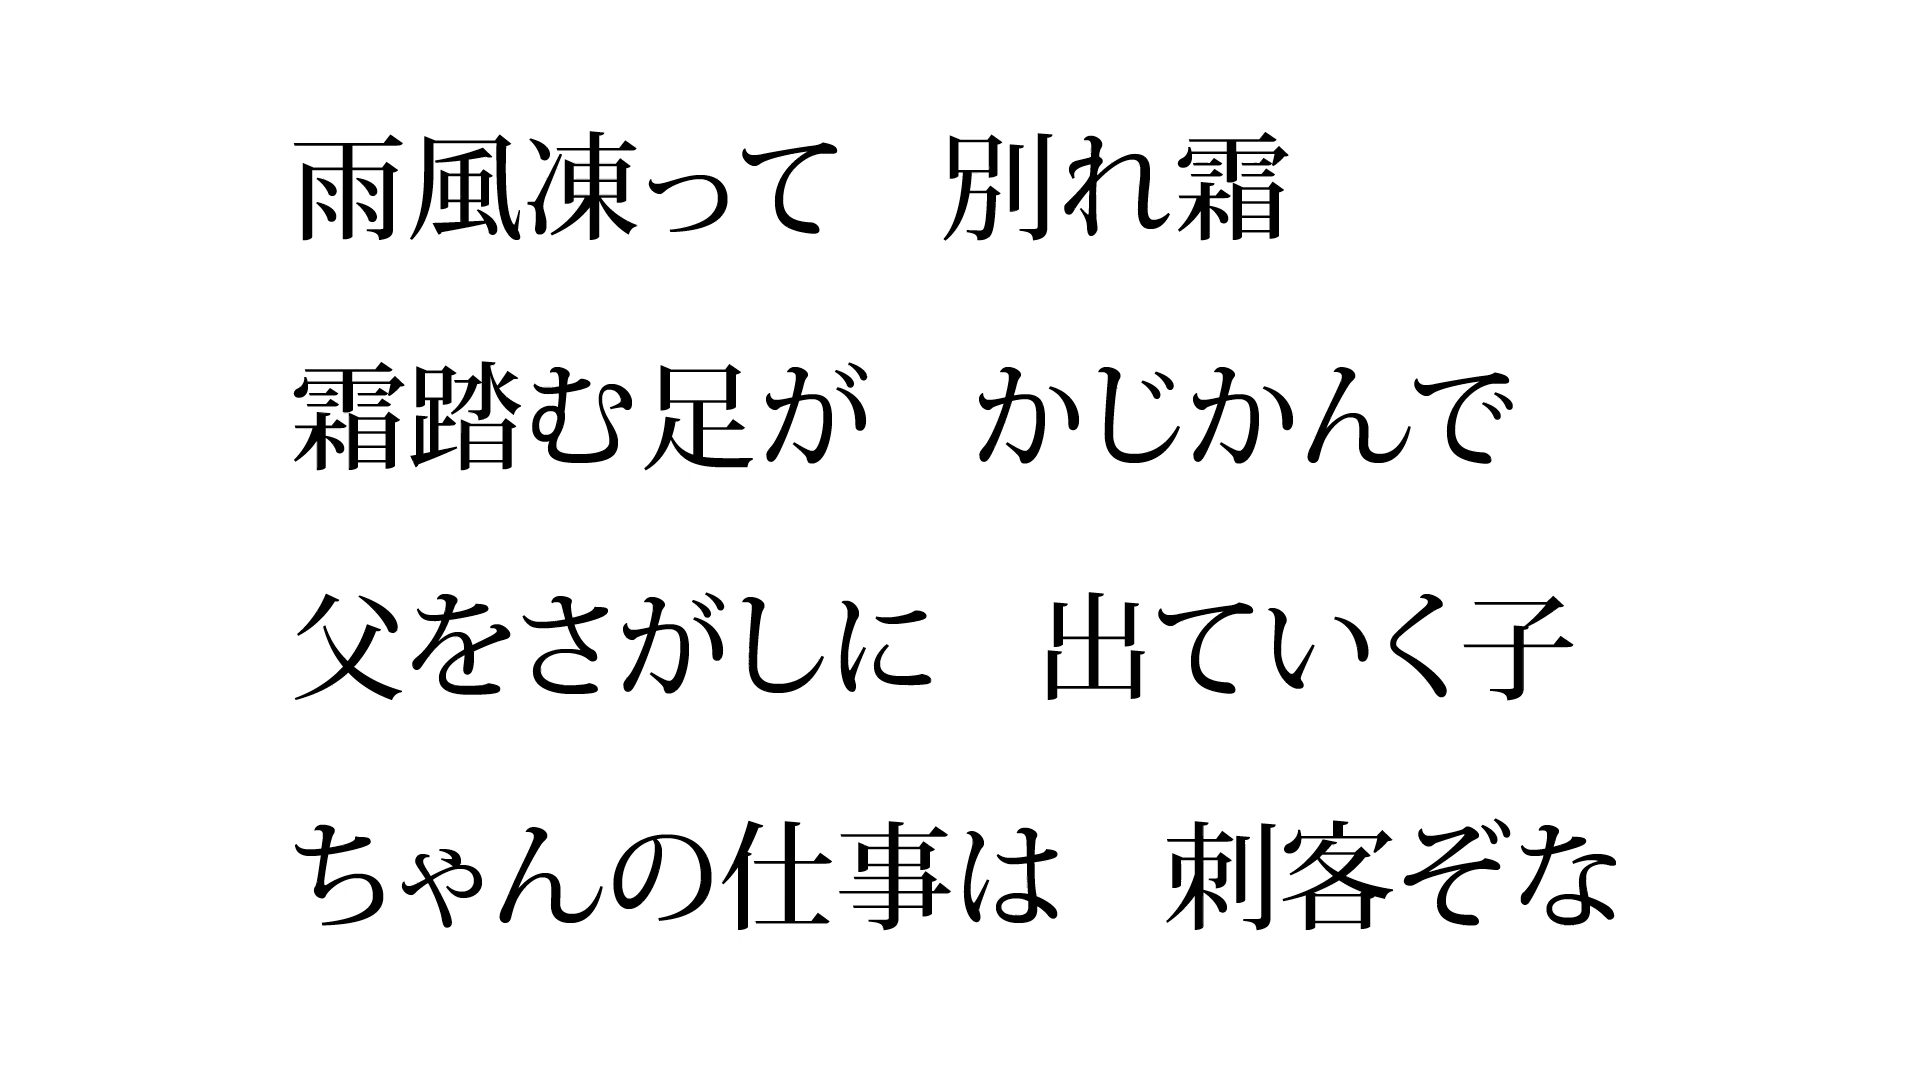 雨風凍って　別れ霜
霜踏む足が　かじかんで
父をさがしに　出ていく子
ちゃんの仕事は　刺客ぞな